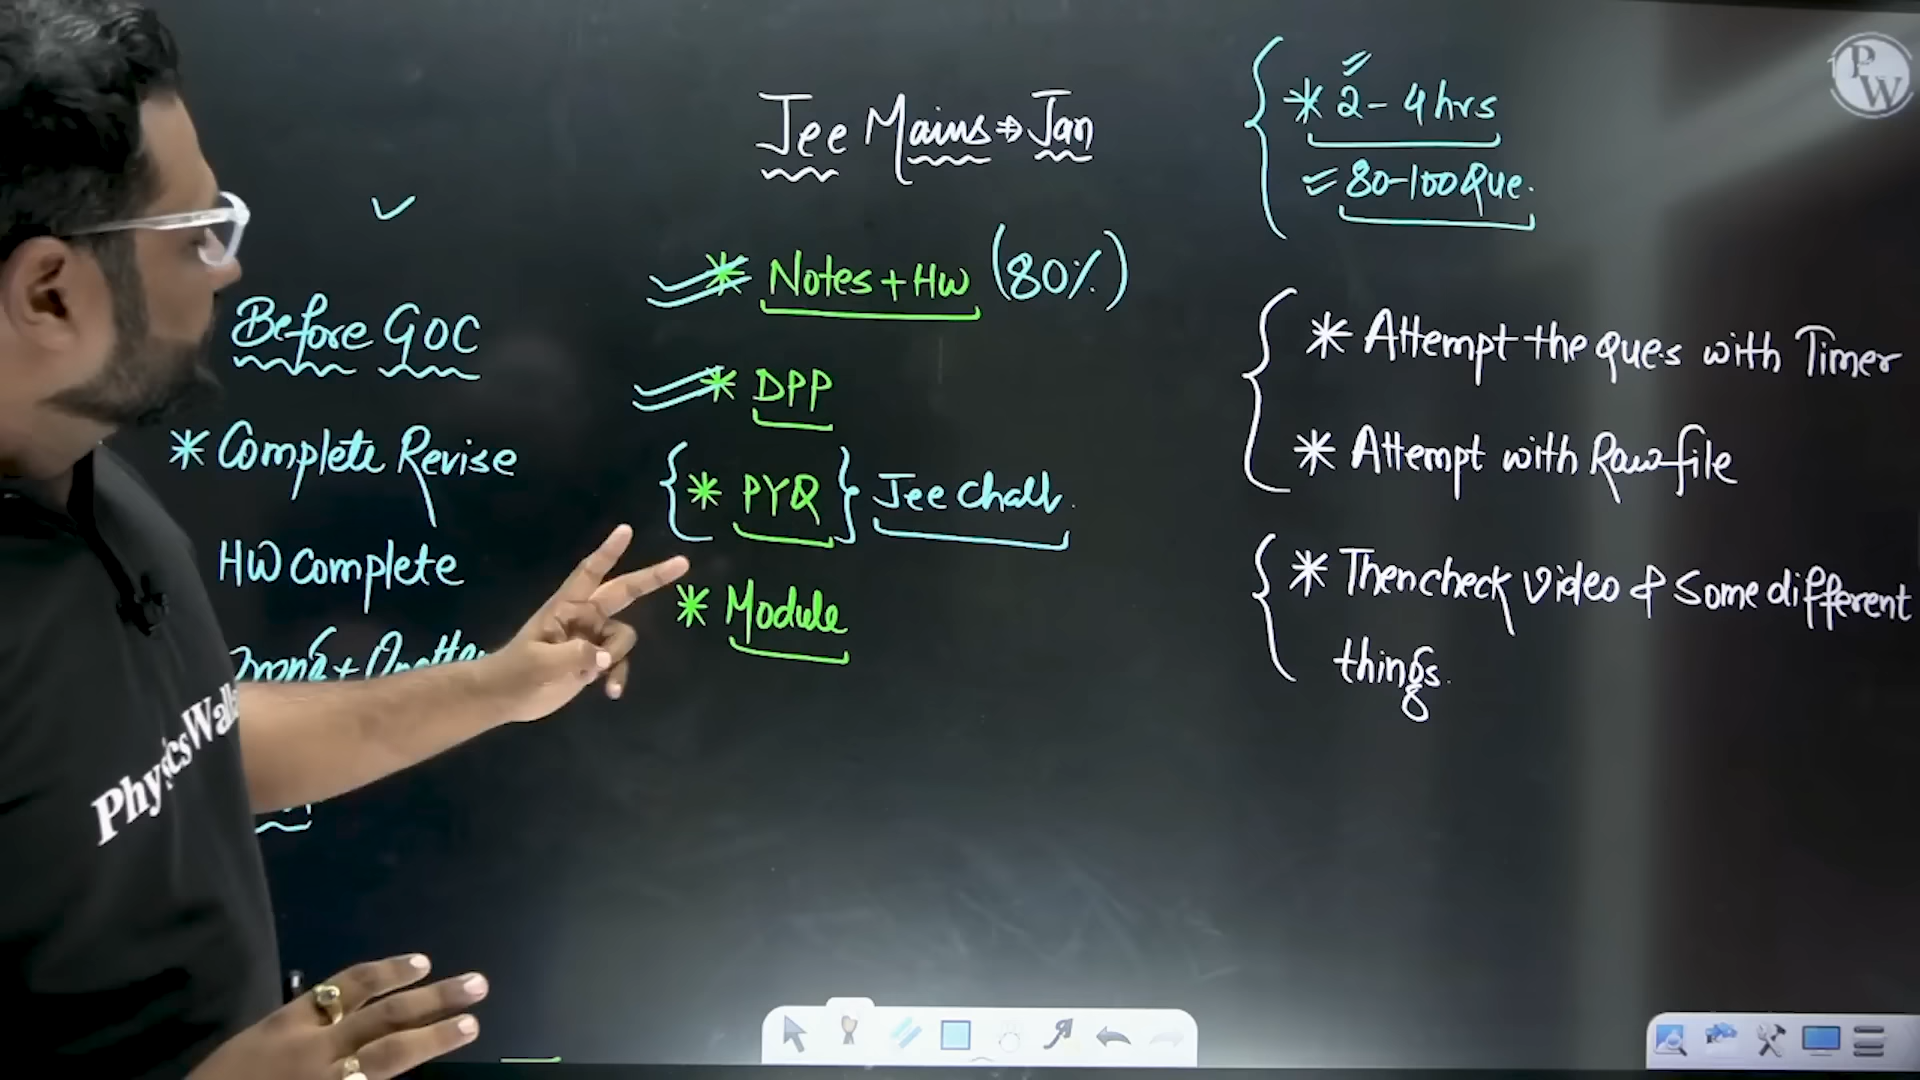 Before GOC
* Complete Revise
HW complete
Jee Mains ⇒ Jan
* Notes + HW (80%)
* DPP
{ * PYQ } Jee Chall.
* Module
* 2 - 4 hrs
= 80-100 Que.
* Attempt the ques with Timer
* Attempt with Raw file
* Then check video & Some different
things.
PW
PhysicsWalla